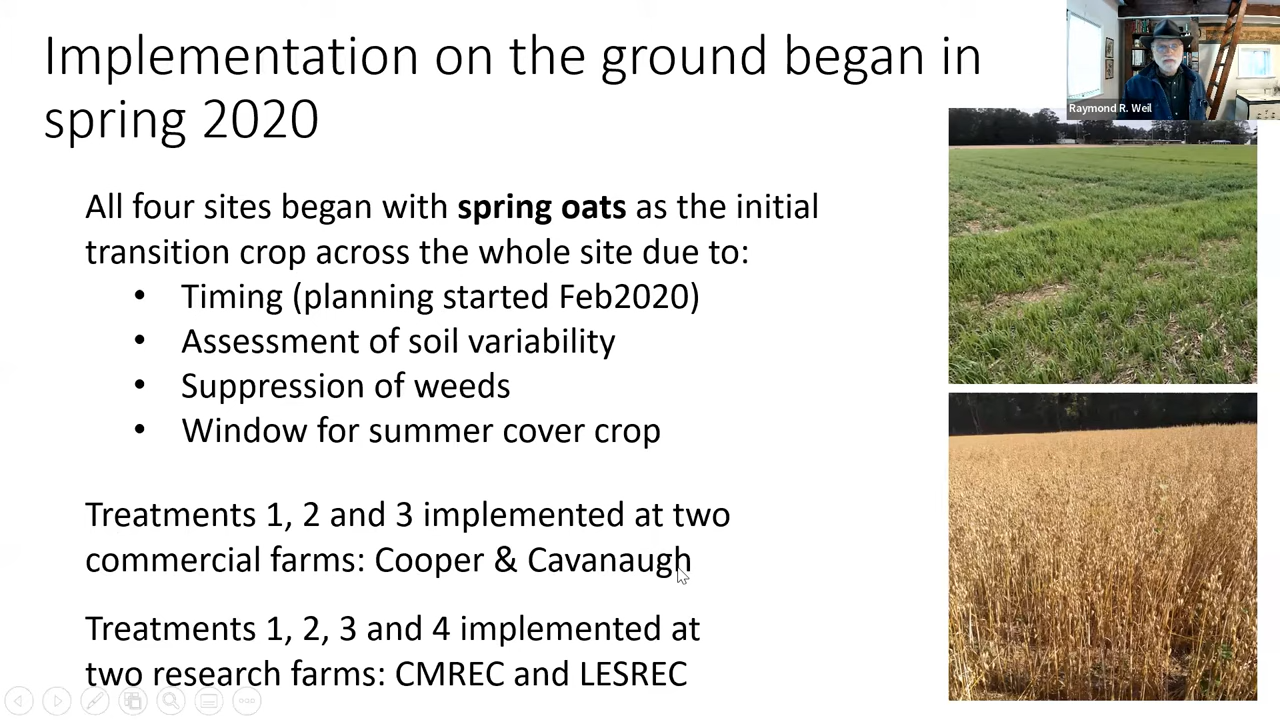 Implementation on the ground began in
spring 2020
Raymond R. Weil
All four sites began with spring oats as the initial
transition crop across the whole site due to:
• Timing (planning started Feb2020)
• Assessment of soil variability
• Suppression of weeds
• Window for summer cover crop
Treatments 1, 2 and 3 implemented at two
commercial farms: Cooper & Cavanaugh
Treatments 1, 2, 3 and 4 implemented at
two research farms: CMREC and LESREC